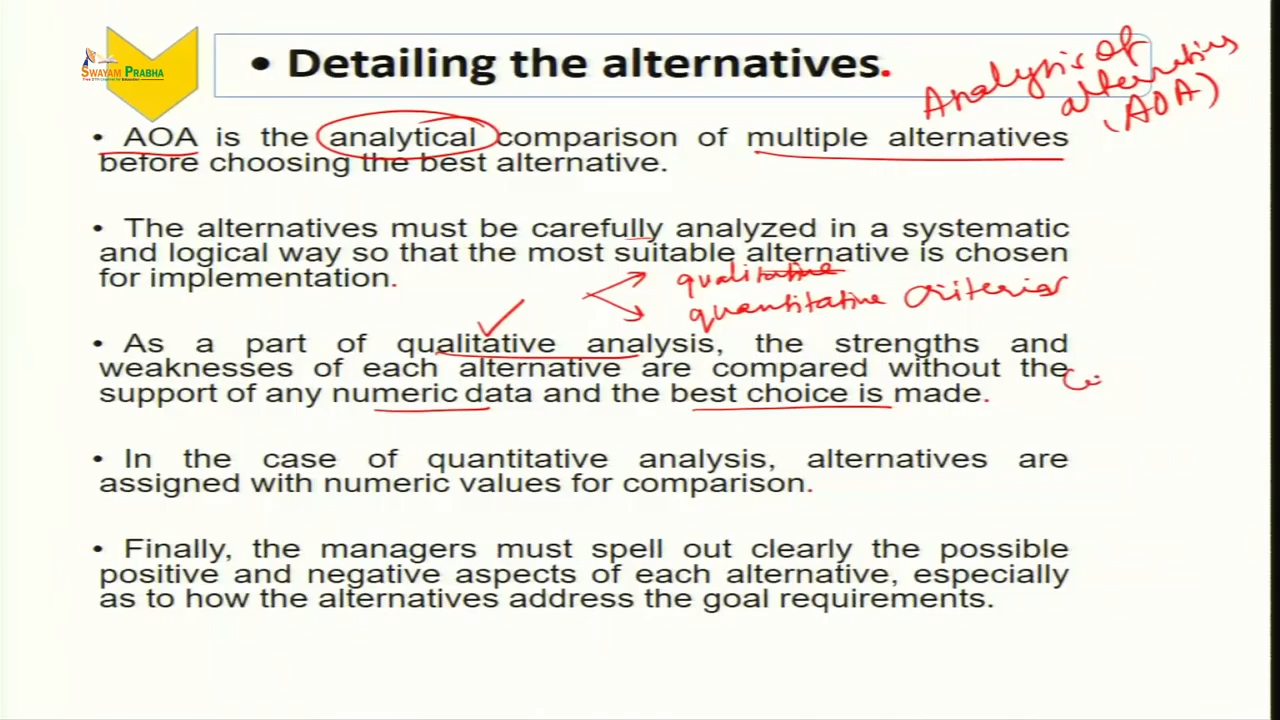 SWAYAM PRABHA
• Detailing the alternatives.
Analysis of
alternatives
(AOA)
• AOA is the analytical comparison of multiple alternatives
before choosing the best alternative.
• The alternatives must be carefully analyzed in a systematic
and logical way so that the most suitable alternative is chosen
for implementation.
qualitative
quantitative criterias
• As a part of qualitative analysis, the strengths and
weaknesses of each alternative are compared without the
support of any numeric data and the best choice is made.
• In the case of quantitative analysis, alternatives are
assigned with numeric values for comparison.
• Finally, the managers must spell out clearly the possible
positive and negative aspects of each alternative, especially
as to how the alternatives address the goal requirements.